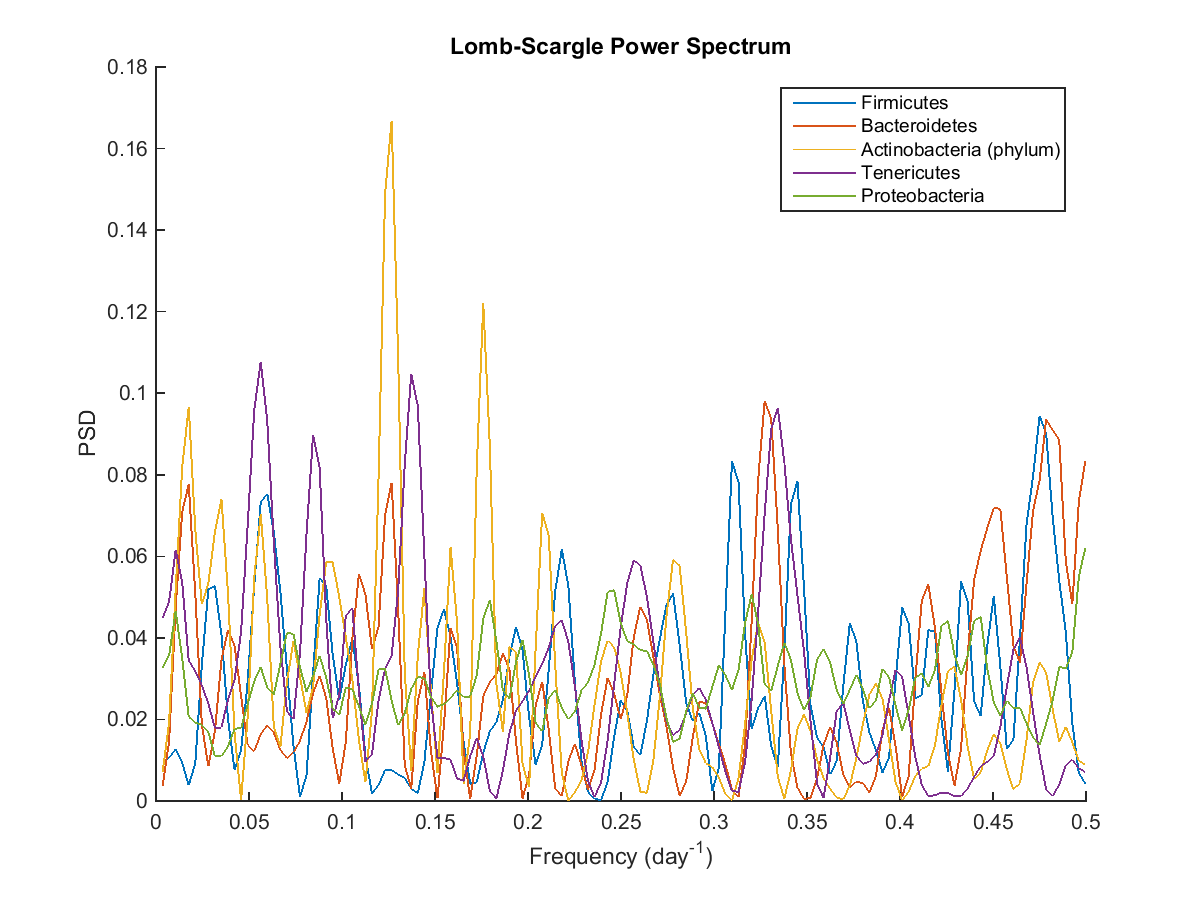 Lomb-Scargle Power Spectrum
0.18
0.16
0.14
0.12
0.1
0.08
0.06
0.04
0.02
0
PSD
Firmicutes
Bacteroidetes
Actinobacteria (phylum)
Tenericutes
Proteobacteria
0 0.05 0.1 0.15 0.2 0.25 0.3 0.35 0.4 0.45 0.5
Frequency (day⁻¹)